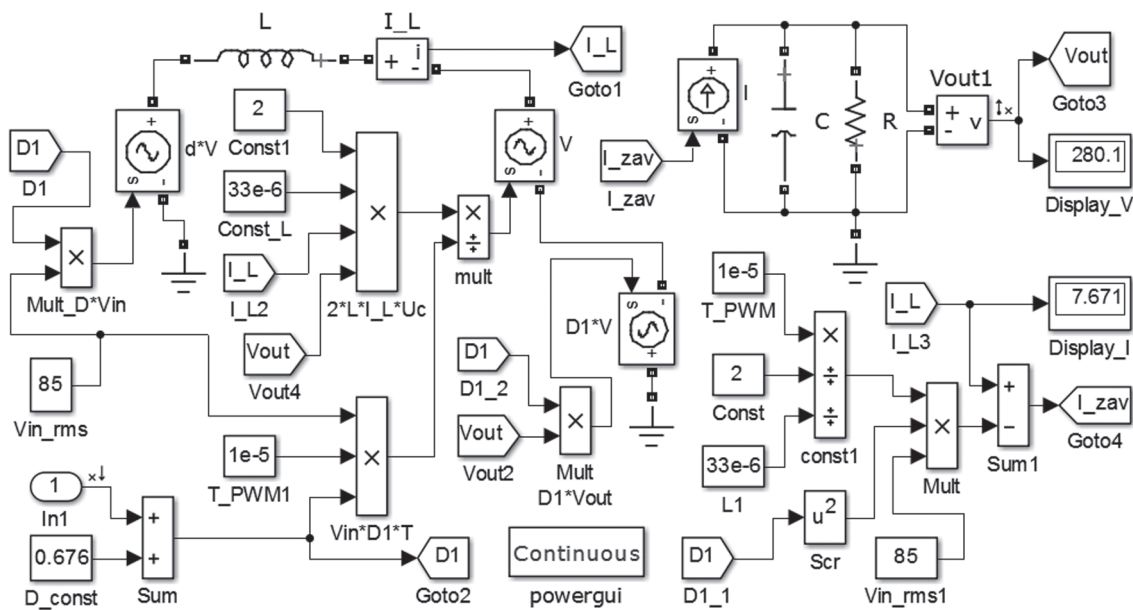 L
I_L
+ i -
I_L
Goto1
I
C
R
Vout1
+ - v
Vout
Goto3
280.1
Display_V
D1
D1
+ s -
d*V
2
Const1
33e-6
Const_L
I_L
I_L2
Vout
Vout4
×
2*L*I_L*Uc
×
÷
mult
+ s -
V
+ s -
I_zav
I_zav
×
Mult_D*Vin
85
Vin_rms
1e-5
T_PWM1
×
Vin*D1*T
D1
D1_2
Vout
Vout2
×
Mult
D1*Vout
s - +
D1*V
1e-5
T_PWM
2
Const
33e-6
L1
×
÷
÷
const1
I_L
I_L3
7.671
Display_I
+
-
Sum1
I_zav
Goto4
×
Mult
1
In1
0.676
D_const
+
+
Sum
D1
Goto2
Continuous
powergui
D1
D1_1
u²
Scr
85
Vin_rms1